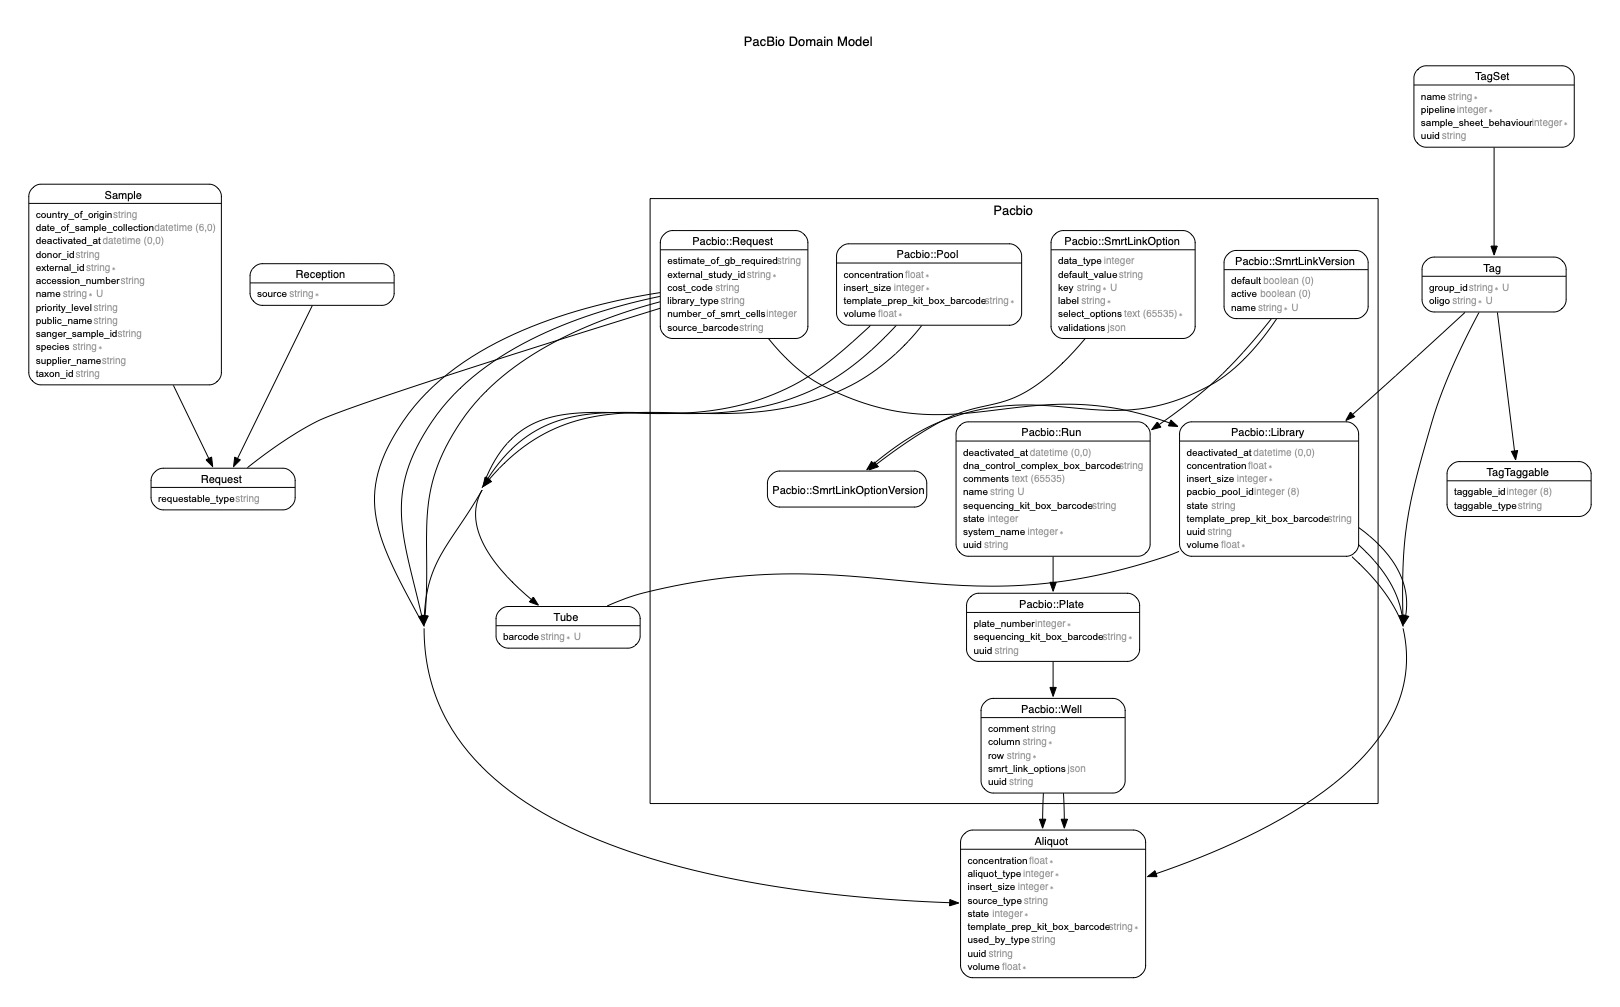 PacBio Domain Model
TagSet
name string ∗
pipeline integer ∗
sample_sheet_behaviour integer ∗
uuid string
Sample
country_of_origin string
date_of_sample_collection datetime (6,0)
deactivated_at datetime (0,0)
donor_id string
external_id string ∗
accession_number string
name string ∗ U
priority_level string
public_name string
sanger_sample_id string
species string ∗
supplier_name string
taxon_id string
Reception
source string ∗
Pacbio
Pacbio::Request
estimate_of_gb_required string
external_study_id string ∗
cost_code string
library_type string
number_of_smrt_cells integer
source_barcode string
Pacbio::Pool
concentration float ∗
insert_size integer ∗
template_prep_kit_box_barcode string ∗
volume float ∗
Pacbio::SmrtLinkOption
data_type integer
default_value string
key string ∗ U
label string ∗
select_options text (65535) ∗
validations json
Pacbio::SmrtLinkVersion
default boolean (0)
active boolean (0)
name string ∗ U
Tag
group_id string ∗ U
oligo string ∗ U
Request
requestable_type string
Pacbio::SmrtLinkOptionVersion
Pacbio::Run
deactivated_at datetime (0,0)
dna_control_complex_box_barcode string
comments text (65535)
name string U
sequencing_kit_box_barcode string
state integer
system_name integer ∗
uuid string
Pacbio::Library
deactivated_at datetime (0,0)
concentration float ∗
insert_size integer ∗
pacbio_pool_id integer (8)
state string
template_prep_kit_box_barcode string
uuid string
volume float ∗
TagTaggable
taggable_id integer (8)
taggable_type string
Tube
barcode string ∗ U
Pacbio::Plate
plate_number integer ∗
sequencing_kit_box_barcode string ∗
uuid string
Pacbio::Well
comment string
column string ∗
row string ∗
smrt_link_options json
uuid string
Aliquot
concentration float ∗
aliquot_type integer ∗
insert_size integer ∗
source_type string
state integer ∗
template_prep_kit_box_barcode string ∗
used_by_type string
uuid string
volume float ∗